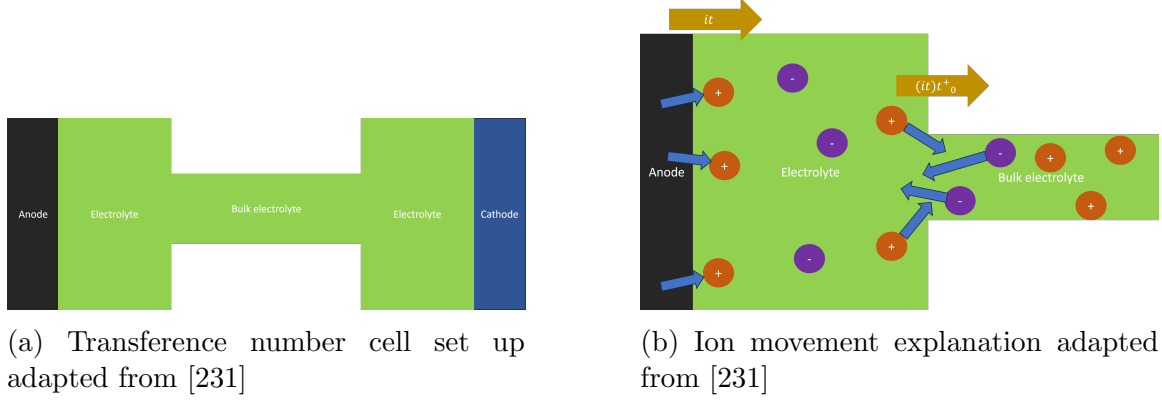 Anode
Electrolyte
Bulk electrolyte
Electrolyte
Cathode
(a) Transference number cell set up
adapted from [231]
it
(it)t⁺₀
+
-
+
-
+
-
+
+
-
Anode
Electrolyte
+
Bulk electrolyte
-
+
+
-
+
(b) Ion movement explanation adapted
from [231]